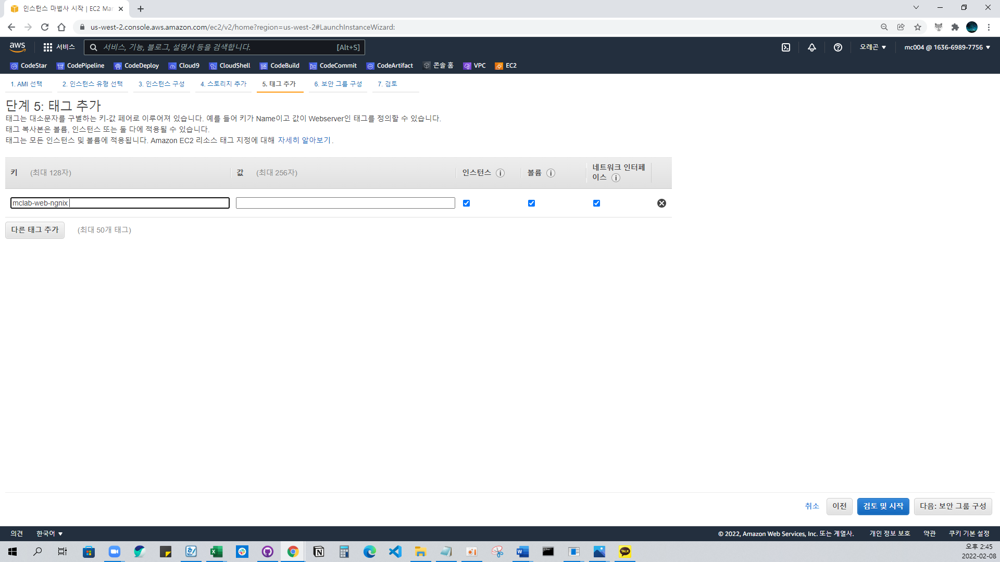 인스턴스 마법사 시작 | EC2 Mar
us-west-2.console.aws.amazon.com/ec2/v2/home?region=us-west-2#LaunchInstanceWizard:
aws 서비스 서비스, 기능, 블로그, 설명서 등을 검색합니다. [Alt+S] 오레곤 ▼ mc004 @ 1636-6989-7756 ▼
CodeStar CodePipeline CodeDeploy Cloud9 CloudShell CodeBuild CodeCommit CodeArtifact 콘솔 홈 VPC EC2
1. AMI 선택 2. 인스턴스 유형 선택 3. 인스턴스 구성 4. 스토리지 추가 5. 태그 추가 6. 보안 그룹 구성 7. 검토
단계 5: 태그 추가
태그는 대소문자를 구별하는 키-값 페어로 이루어져 있습니다. 예를 들어 키가 Name이고 값이 Webserver인 태그를 정의할 수 있습니다.
태그 복사본은 볼륨, 인스턴스 또는 둘 다에 적용될 수 있습니다.
태그는 모든 인스턴스 및 볼륨에 적용됩니다. Amazon EC2 리소스 태그 지정에 대해 자세히 알아보기.
키 (최대 128자) 값 (최대 256자) 인스턴스 볼륨 네트워크 인터페
이스
mclab-web-ngnix
다른 태그 추가 (최대 50개 태그)
취소 이전 검토 및 시작 다음: 보안 그룹 구성
의견 한국어 ▼ © 2022, Amazon Web Services, Inc. 또는 계열사. 개인 정보 보호 약관 쿠키 기본 설정
TALK
오후 2:45
2022-02-08